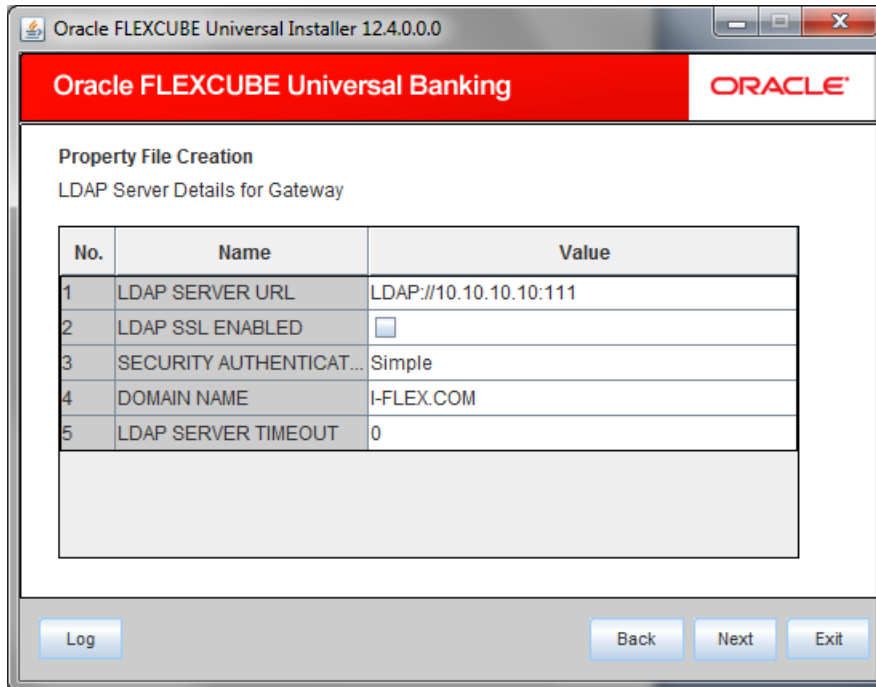 Oracle FLEXCUBE Universal Installer 12.4.0.0.0
Oracle FLEXCUBE Universal Banking
ORACLE
Property File Creation
LDAP Server Details for Gateway
No. Name Value
1 LDAP SERVER URL LDAP://10.10.10.10:111
2 LDAP SSL ENABLED
3 SECURITY AUTHENTICAT... Simple
4 DOMAIN NAME I-FLEX.COM
5 LDAP SERVER TIMEOUT 0
Log Back Next Exit